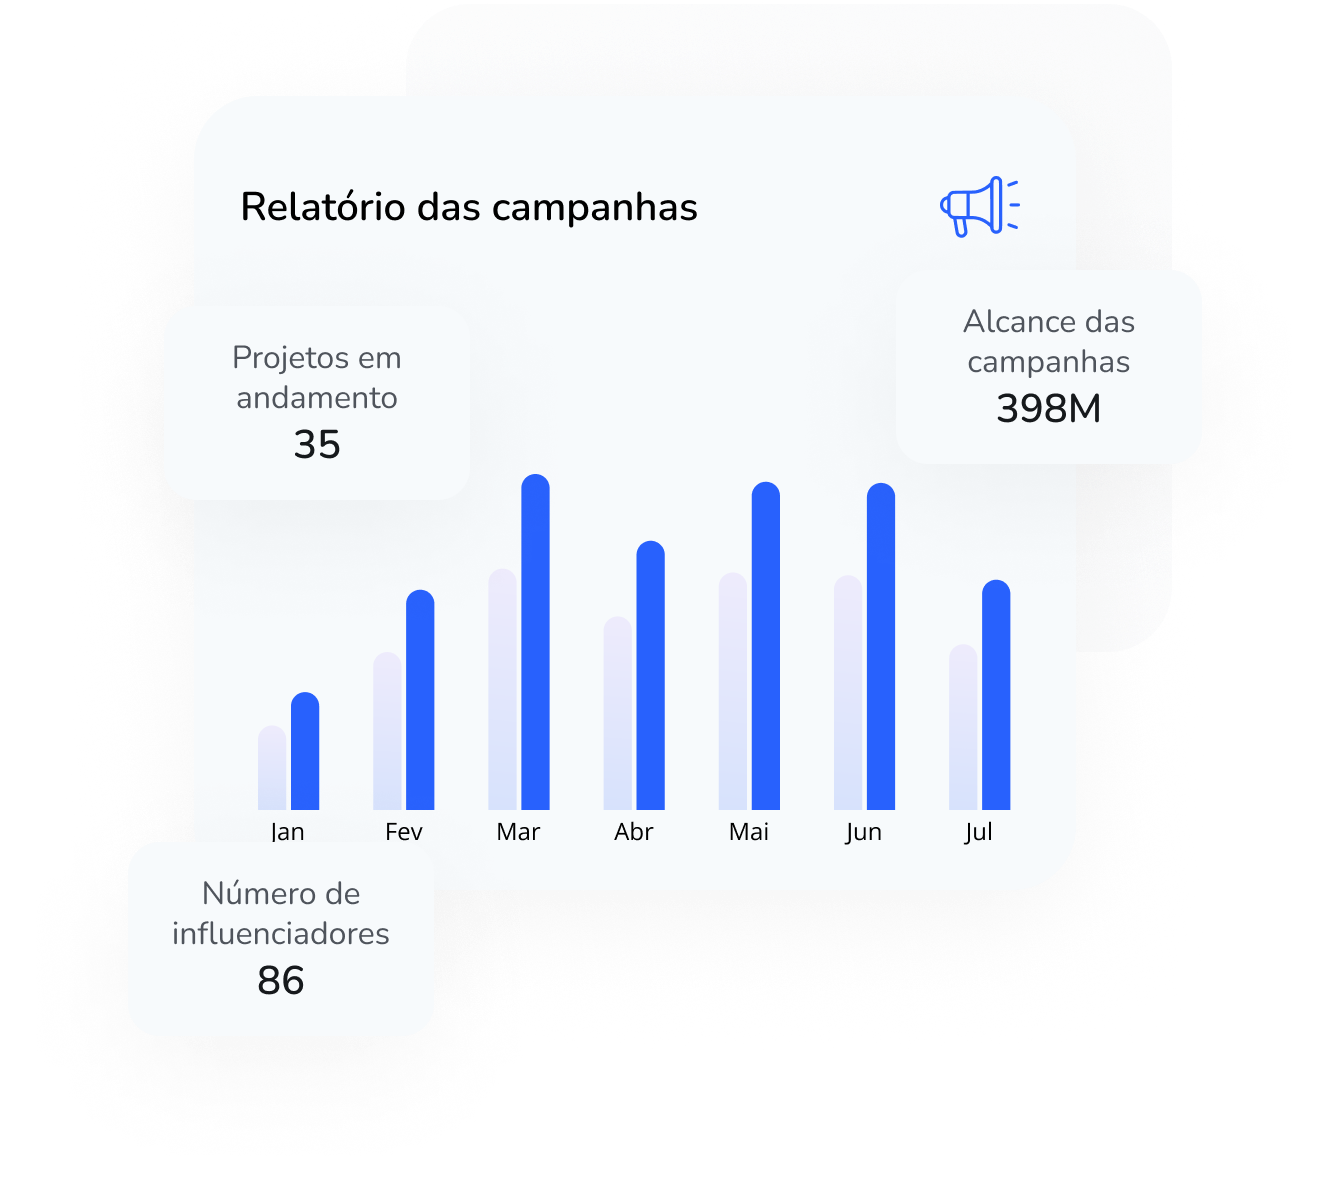 Relatório das campanhas
Alcance das
campanhas
398M
Projetos em
andamento
35
Jan Fev Mar Abr Mai Jun Jul
Número de
influenciadores
86